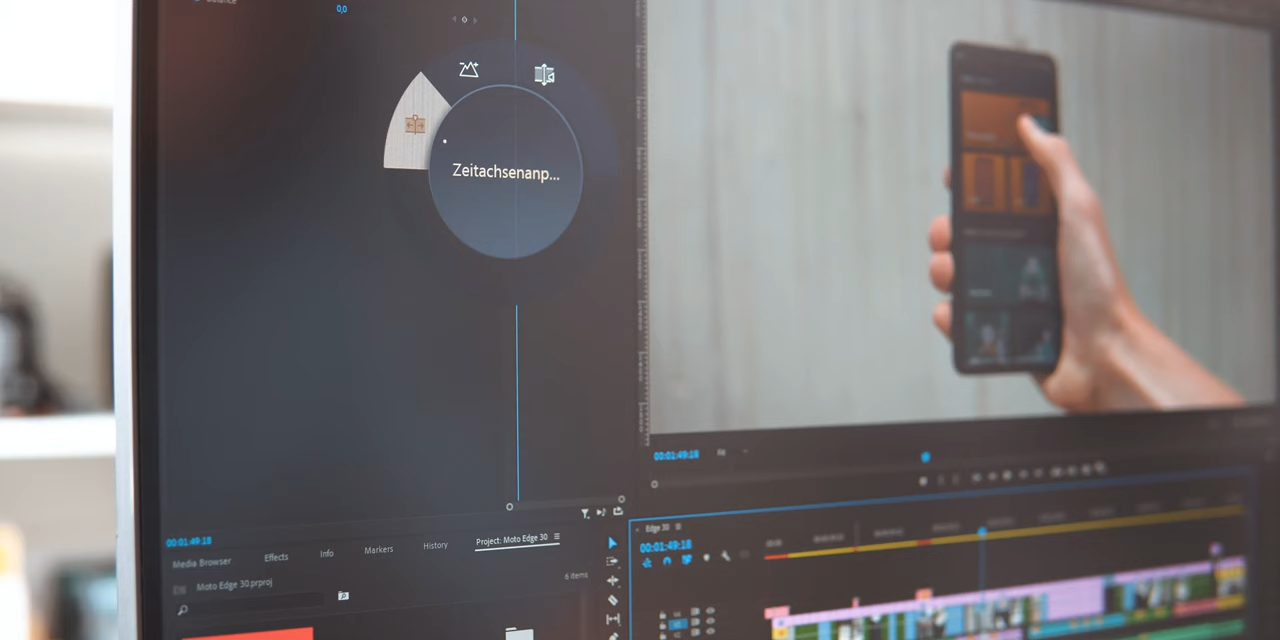 0,0
Zeitachsenanp...
00:01:49:18
00:01:49:18
Media Browser
Effects
Info
Markers
History
Project: Moto Edge 30
Moto Edge 30.prproj
6 items
Edge 30
00:01:49:18